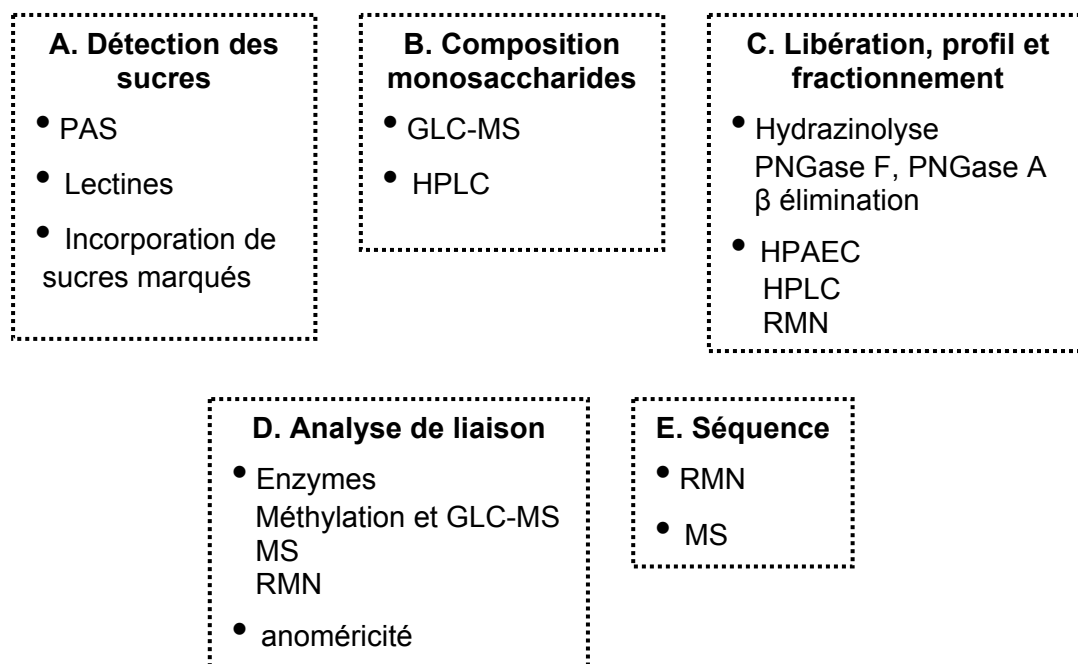 A. Détection des
sucres
• PAS
• Lectines
• Incorporation de
sucres marqués
B. Composition
monosaccharides
• GLC-MS
• HPLC
C. Libération, profil et
fractionnement
• Hydrazinolyse
PNGase F, PNGase A
β élimination
• HPAEC
HPLC
RMN
D. Analyse de liaison
• Enzymes
Méthylation et GLC-MS
MS
RMN
• anoméricité
E. Séquence
• RMN
• MS